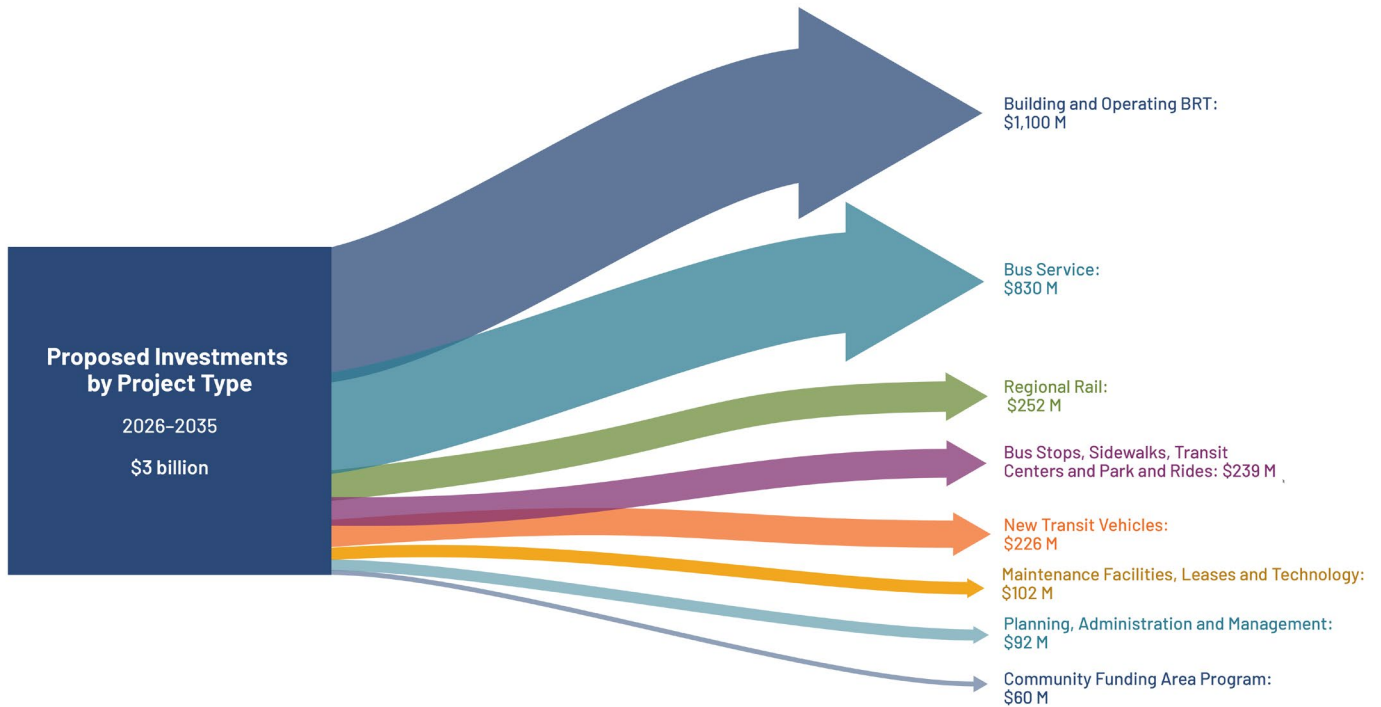 Proposed Investments
by Project Type
2026–2035
$3 billion
Building and Operating BRT:
$1,100 M
Bus Service:
$830 M
Regional Rail:
$252 M
Bus Stops, Sidewalks, Transit
Centers and Park and Rides: $239 M
New Transit Vehicles:
$226 M
Maintenance Facilities, Leases and Technology:
$102 M
Planning, Administration and Management:
$92 M
Community Funding Area Program:
$60 M